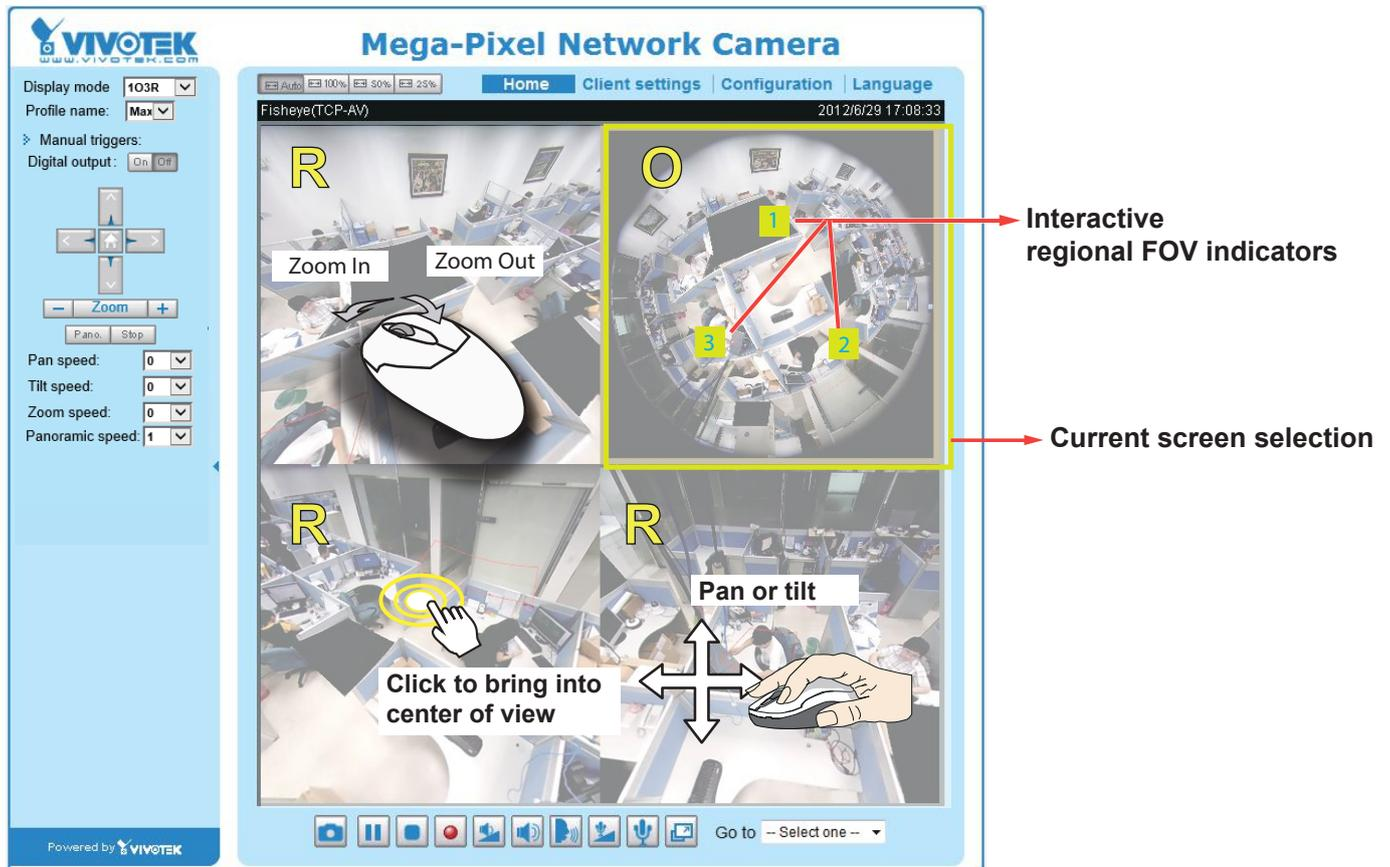 VIVOTEK
www.vivotek.com
Mega-Pixel Network Camera
Display mode 1O3R
Profile name: Max
Manual triggers:
Digital output : On Off
Zoom
Pano. Stop
Pan speed: 0
Tilt speed: 0
Zoom speed: 0
Panoramic speed: 1
Powered by VIVOTEK
Auto 100% 50% 25%
Home Client settings Configuration Language
Fisheye(TCP-AV) 2012/6/29 17:08:33
R
Zoom In
Zoom Out
O
1
3
2
Interactive
regional FOV indicators
Current screen selection
R
Click to bring into
center of view
R
Pan or tilt
Go to -- Select one --